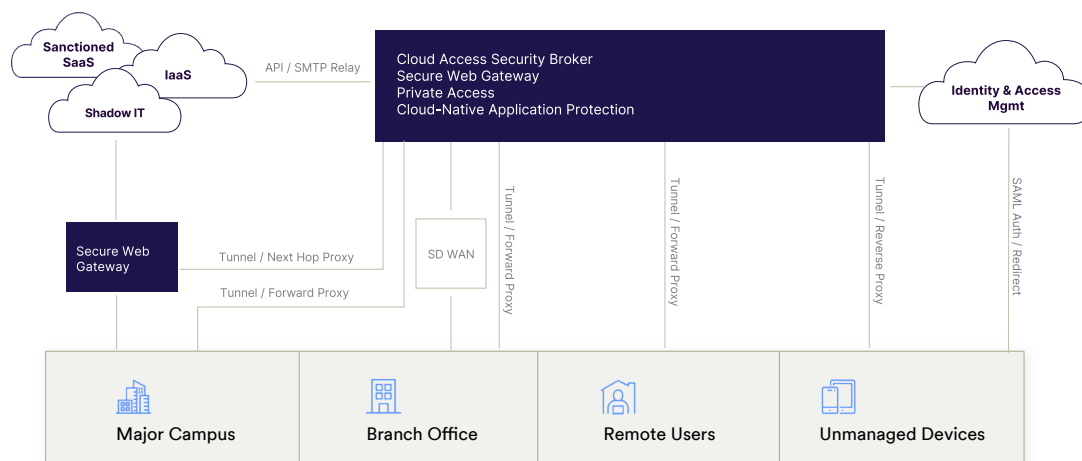 Sanctioned
SaaS
IaaS
Shadow IT
API / SMTP Relay
Cloud Access Security Broker
Secure Web Gateway
Private Access
Cloud-Native Application Protection
Identity & Access
Mgmt
Secure Web
Gateway
Tunnel / Next Hop Proxy
Tunnel / Forward Proxy
SD WAN
Tunnel / Forward Proxy
Tunnel / Forward Proxy
Tunnel / Reverse Proxy
SAML Auth / Redirect
Major Campus
Branch Office
Remote Users
Unmanaged Devices